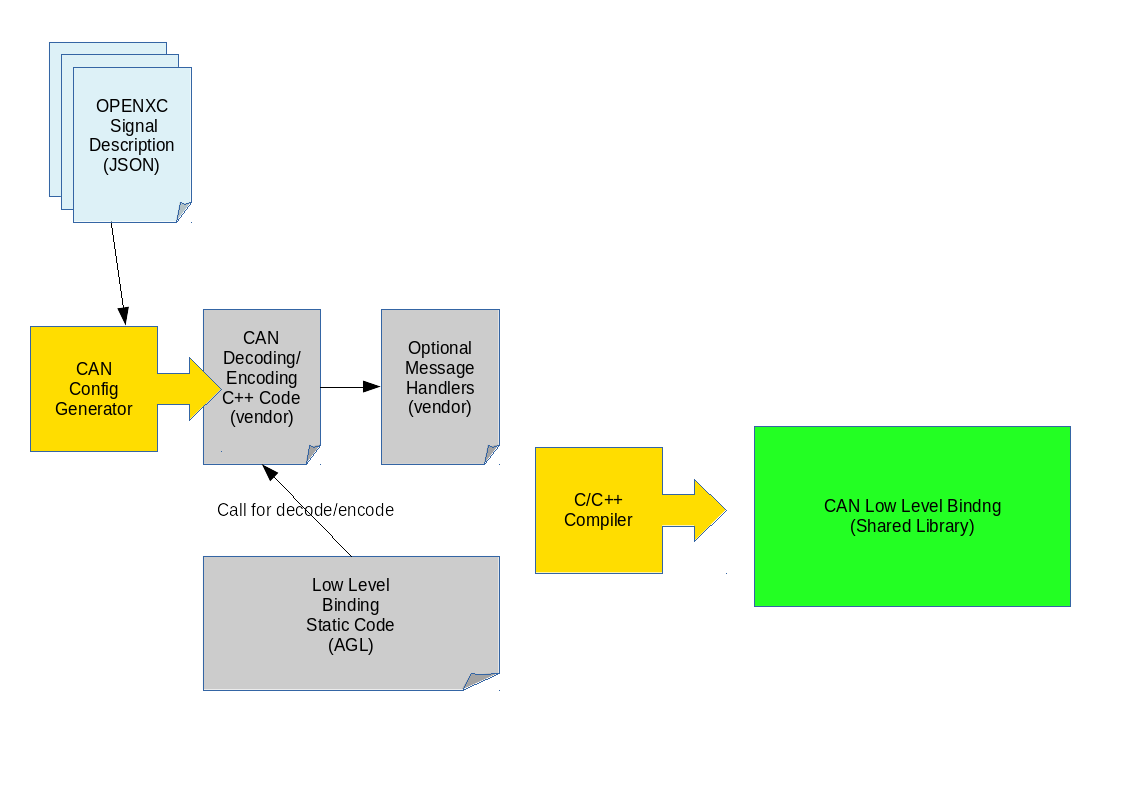 OPENXC
Signal
Description
(JSON)
CAN
Config
Generator
CAN
Decoding/
Encoding
C++ Code
(vendor)
Optional
Message
Handlers
(vendor)
Call for decode/encode
Low Level
Binding
Static Code
(AGL)
C/C++
Compiler
CAN Low Level Bindng
(Shared Library)